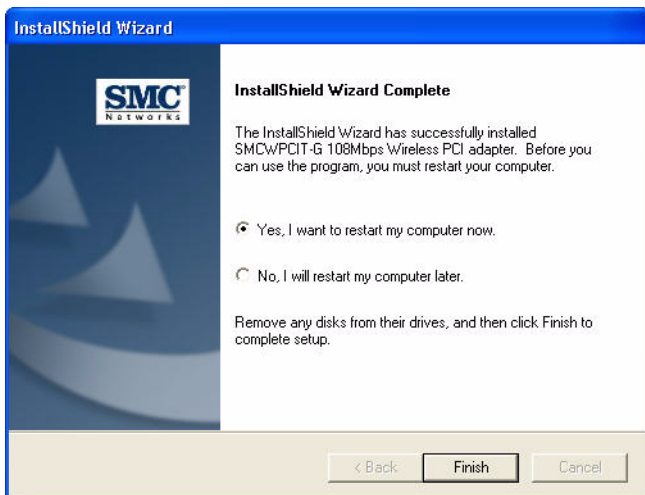 InstallShield Wizard
SMC®
Networks
InstallShield Wizard Complete
The InstallShield Wizard has successfully installed
SMCWPCIT-G 108Mbps Wireless PCI adapter. Before you
can use the program, you must restart your computer.
Yes, I want to restart my computer now.
No, I will restart my computer later.
Remove any disks from their drives, and then click Finish to
complete setup.
< Back
Finish
Cancel